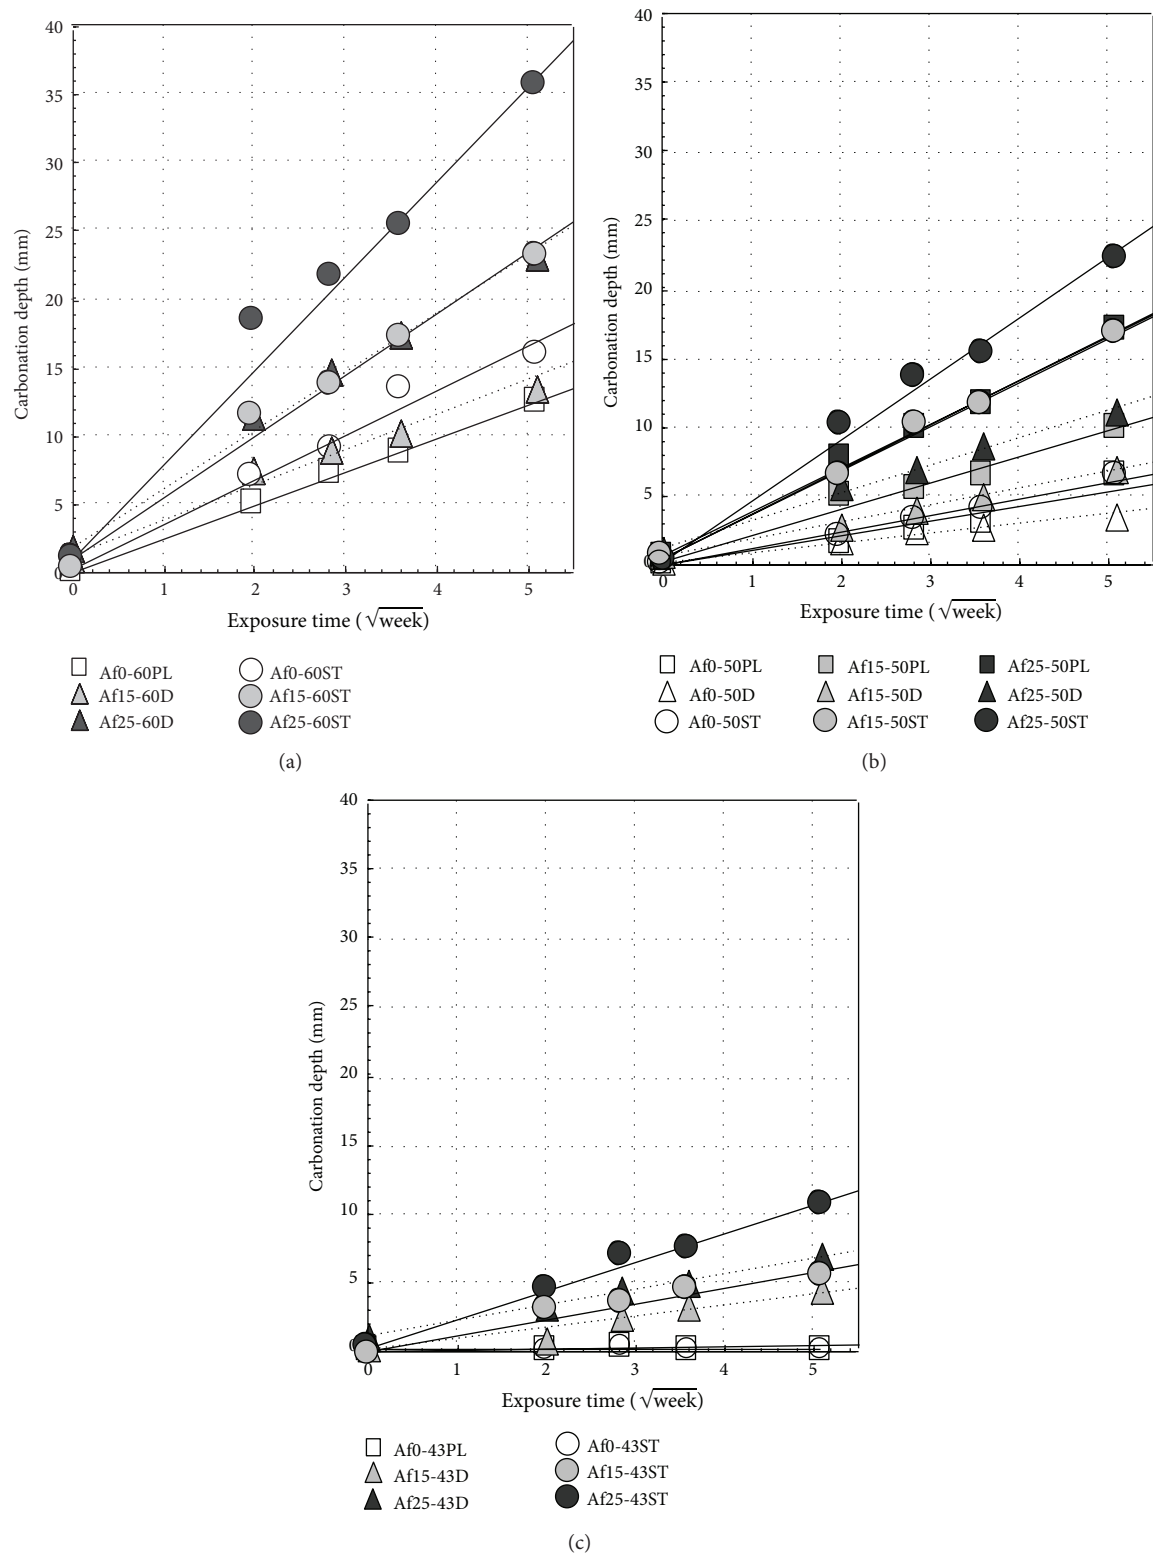 40
35
30
25
20
15
10
5
0
Carbonation depth (mm)
0 1 2 3 4 5
Exposure time (√week)
Af0-60PL
Af15-60D
Af25-60D
Af0-60ST
Af15-60ST
Af25-60ST
(a)
40
35
30
25
20
15
10
5
0
Carbonation depth (mm)
0 1 2 3 4 5
Exposure time (√week)
Af0-50PL
Af0-50D
Af0-50ST
Af15-50PL
Af15-50D
Af15-50ST
Af25-50PL
Af25-50D
Af25-50ST
(b)
40
35
30
25
20
15
10
5
0
Carbonation depth (mm)
0 1 2 3 4 5
Exposure time (√week)
Af0-43PL
Af15-43D
Af25-43D
Af0-43ST
Af15-43ST
Af25-43ST
(c)